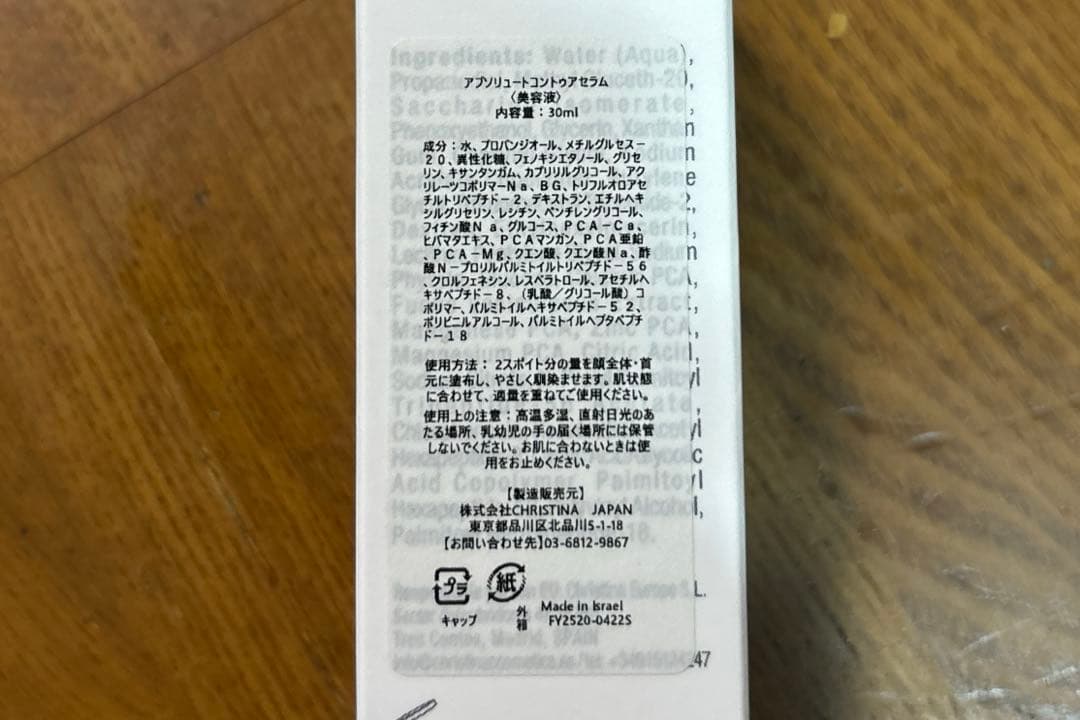 Ingredients: Water (Aqua),
アブソリュートコントゥアセラム
〈美容液〉
内容量：30ml
成分：水、プロパンジオール、メチルグルセス－
２０、異性化糖、フェノキシエタノール、グリセ
リン、キサンタンガム、カプリリルグリコール、アク
リレーツコポリマーＮａ、ＢＧ、トリフルオロアセ
チルトリペプチド－２、デキストラン、エチルヘキ
シルグリセリン、レシチン、ペンチレングリコール、
フィチン酸Ｎａ、グルコース、ＰＣＡ－Ｃａ、
ヒバマタエキス、ＰＣＡマンガン、ＰＣＡ亜鉛
、ＰＣＡ－Ｍｇ、クエン酸、クエン酸Ｎａ、酢
酸Ｎ－プロリルパルミトイルトリペプチド－５６
、クロルフェネシン、レスベラトロール、アセチルヘ
キサペプチド－８、（乳酸／グリコール酸）コ
ポリマー、パルミトイルヘキサペプチド－５２、
ポリビニルアルコール、パルミトイルヘプタペプチ
ド－１８
使用方法：２スポイト分の量を顔全体・首
元に塗布し、やさしく馴染ませます。肌状態
に合わせて、適量を重ねてご使用ください。
使用上の注意：高温多湿、直射日光のあ
たる場所、乳幼児の手の届く場所には保管
しないでください。お肌に合わないときは使
用をお止めください。
【製造販売元】
株式会社CHRISTINA JAPAN
東京都品川区北品川5-1-18
【お問い合わせ先】03-6812-9867
プラ
キャップ
紙
外箱
Made in Israel
FY2520-0422S